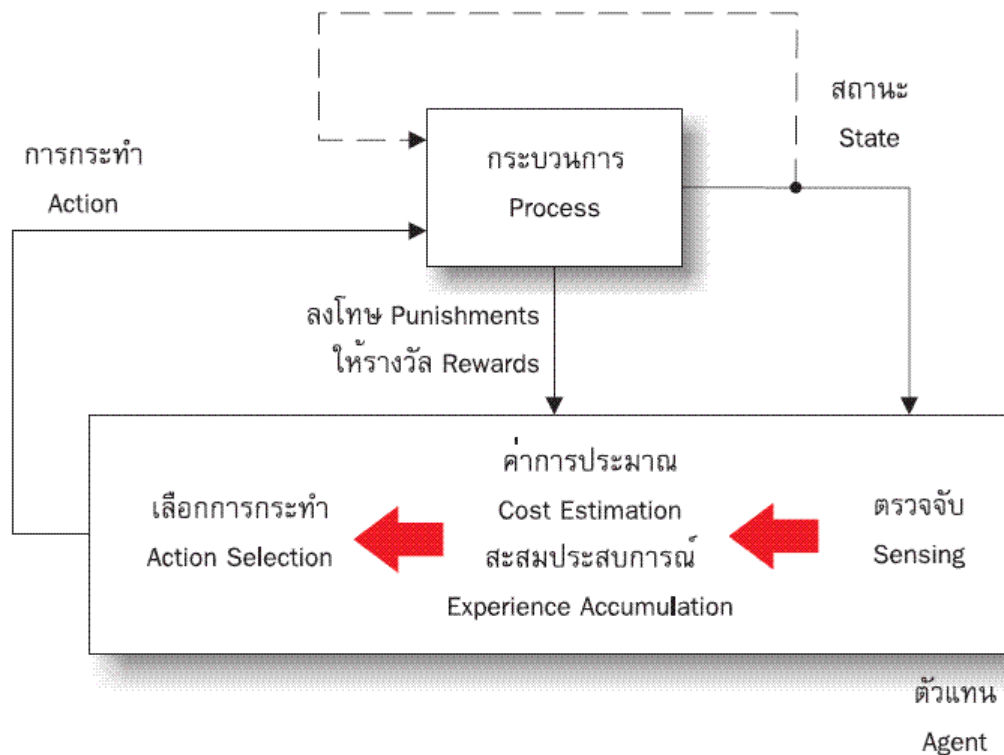 สถานะ
State
การกระทำ
Action
กระบวนการ
Process
ลงโทษ Punishments
ให้รางวัล Rewards
ค่าการประมาณ
Cost Estimation
สะสมประสบการณ์
Experience Accumulation
เลือกการกระทำ
Action Selection
ตรวจจับ
Sensing
ตัวแทน
Agent